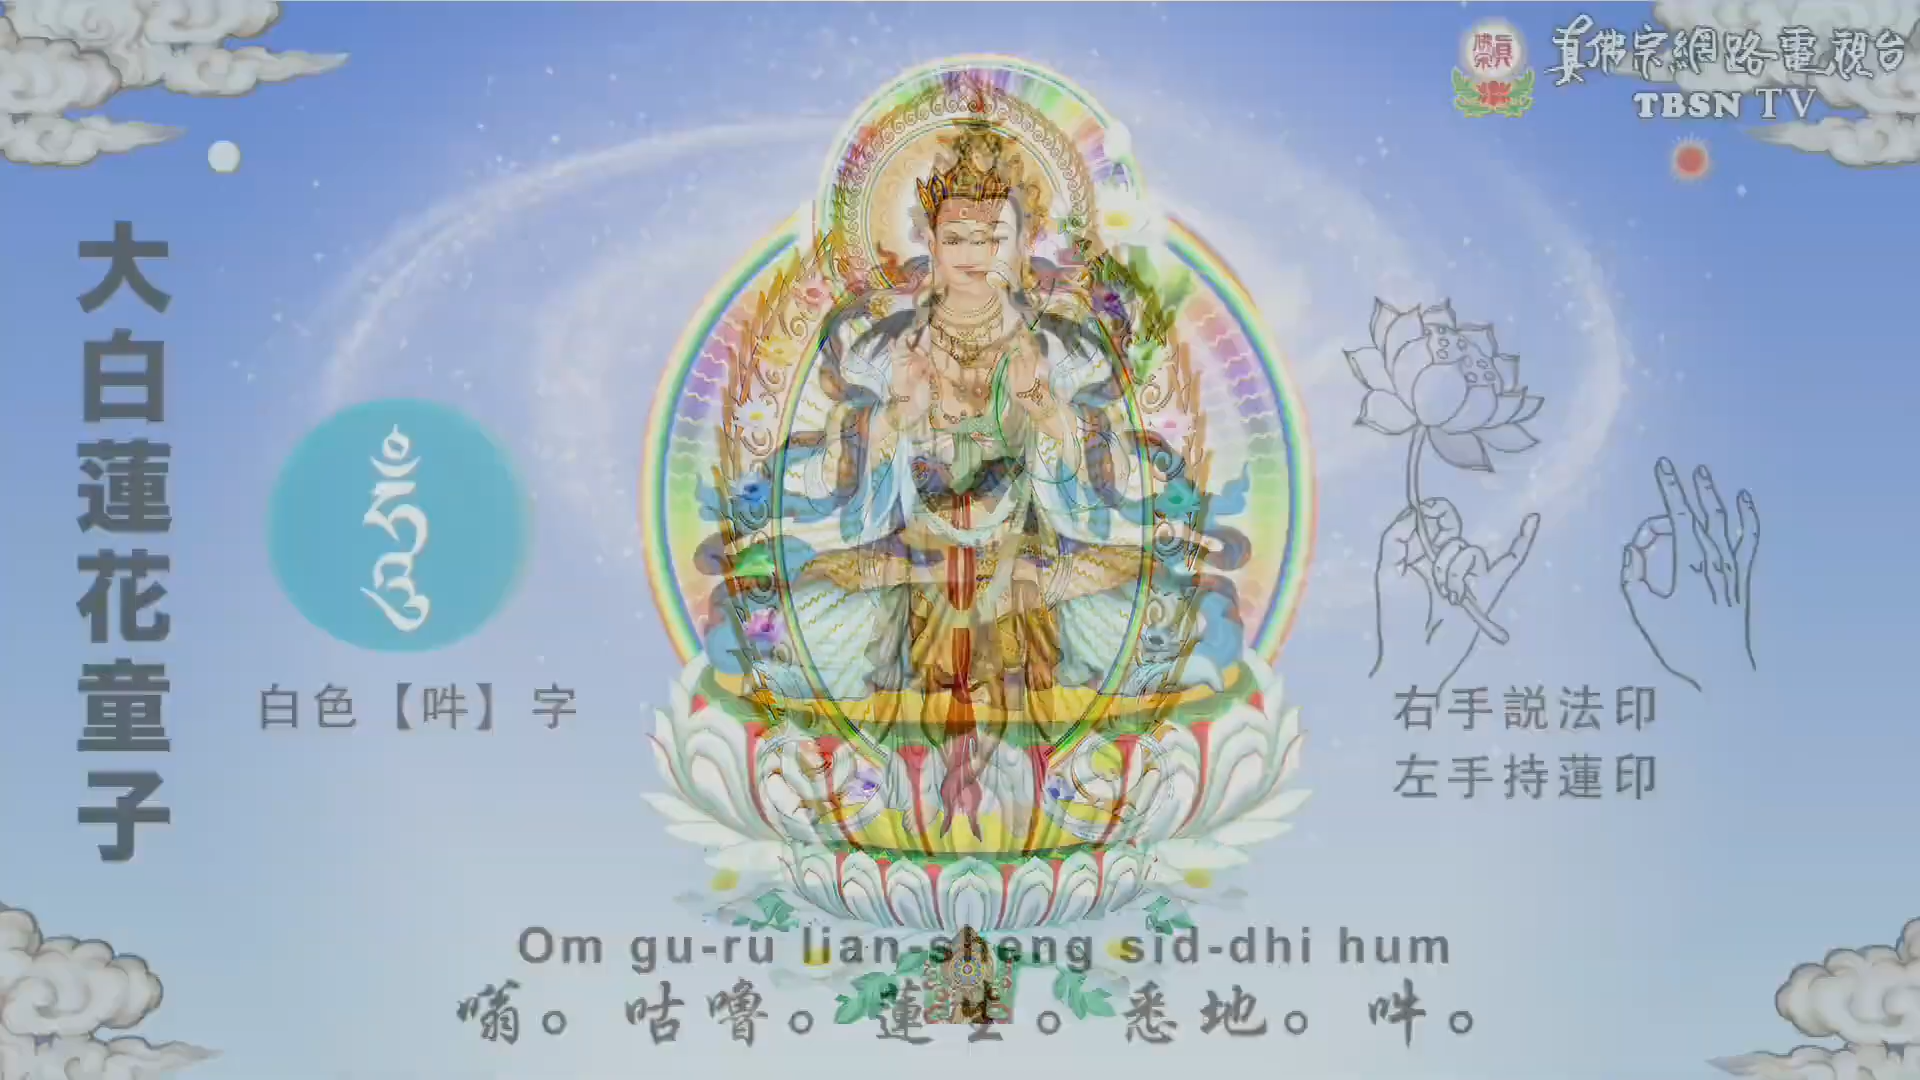 真佛宗網路電視台
TBSN TV
大白蓮花童子
白色【吽】字
右手説法印
左手持蓮印
Om gu-ru lian-sheng sid-dhi hum
嗡。咕嚕。蓮生。悉地。吽。